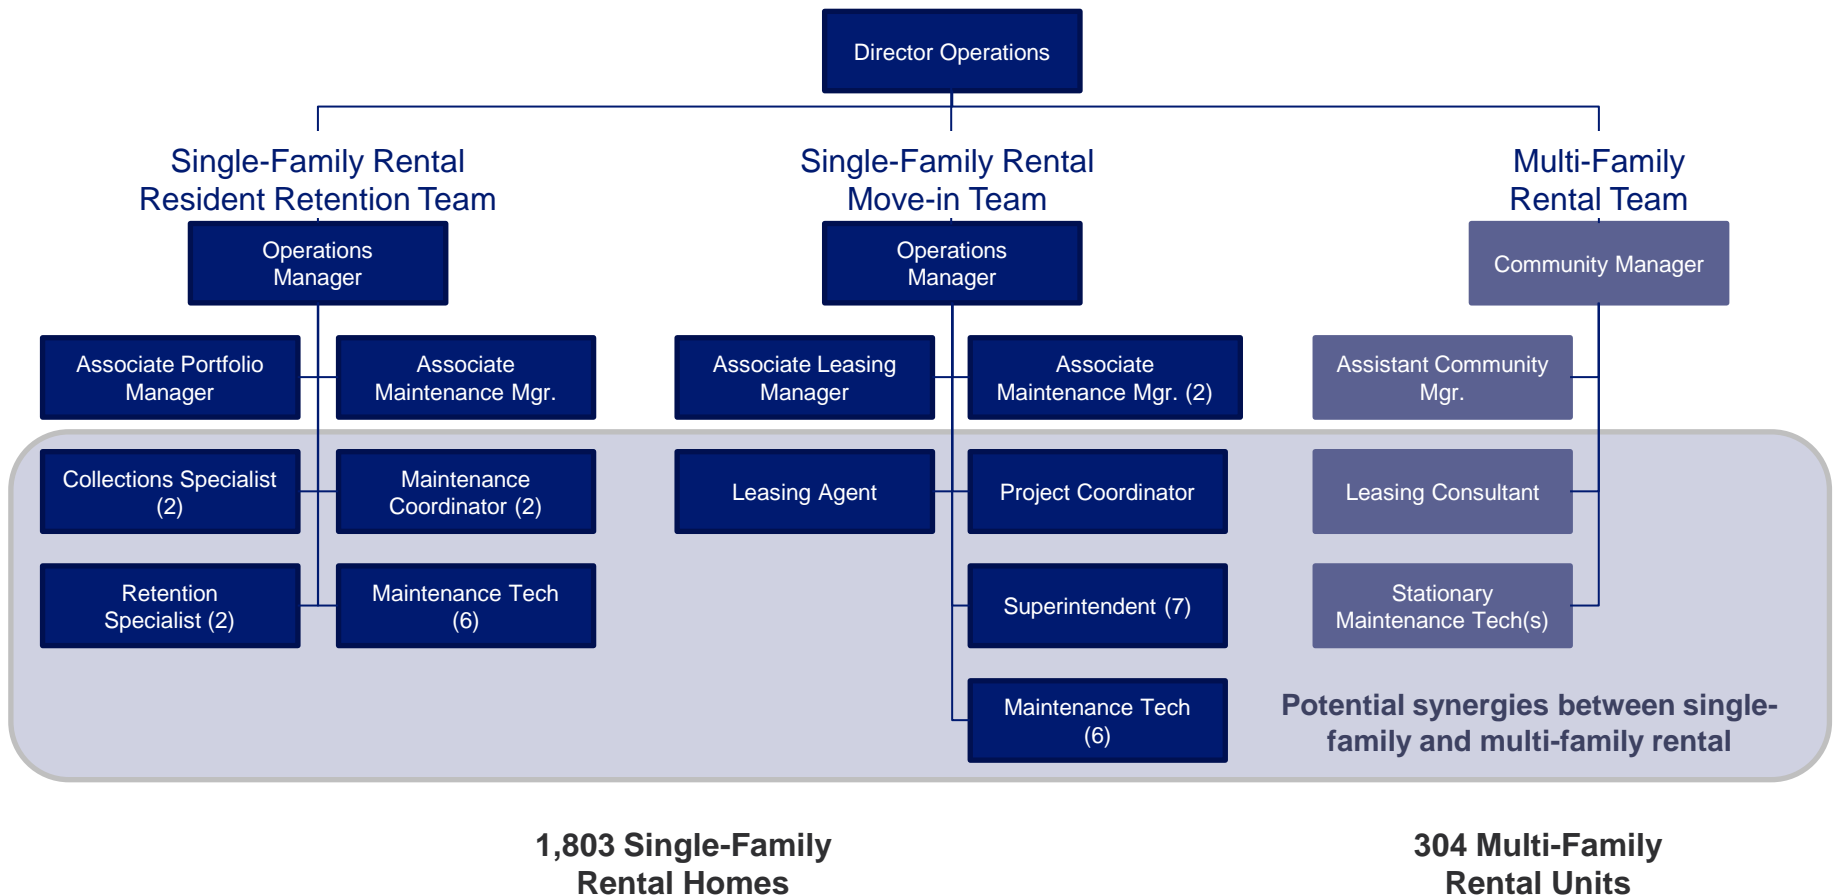 Director Operations
Single-Family Rental
Resident Retention Team
Single-Family Rental
Move-in Team
Multi-Family
Rental Team
Operations
Manager
Operations
Manager
Community Manager
Associate Portfolio
Manager
Associate
Maintenance Mgr.
Associate Leasing
Manager
Associate
Maintenance Mgr. (2)
Assistant Community
Mgr.
Collections Specialist
(2)
Maintenance
Coordinator (2)
Leasing Agent
Project Coordinator
Leasing Consultant
Retention
Specialist (2)
Maintenance Tech
(6)
Superintendent (7)
Stationary
Maintenance Tech(s)
Maintenance Tech
(6)
Potential synergies between single-
family and multi-family rental
1,803 Single-Family
Rental Homes
304 Multi-Family
Rental Units